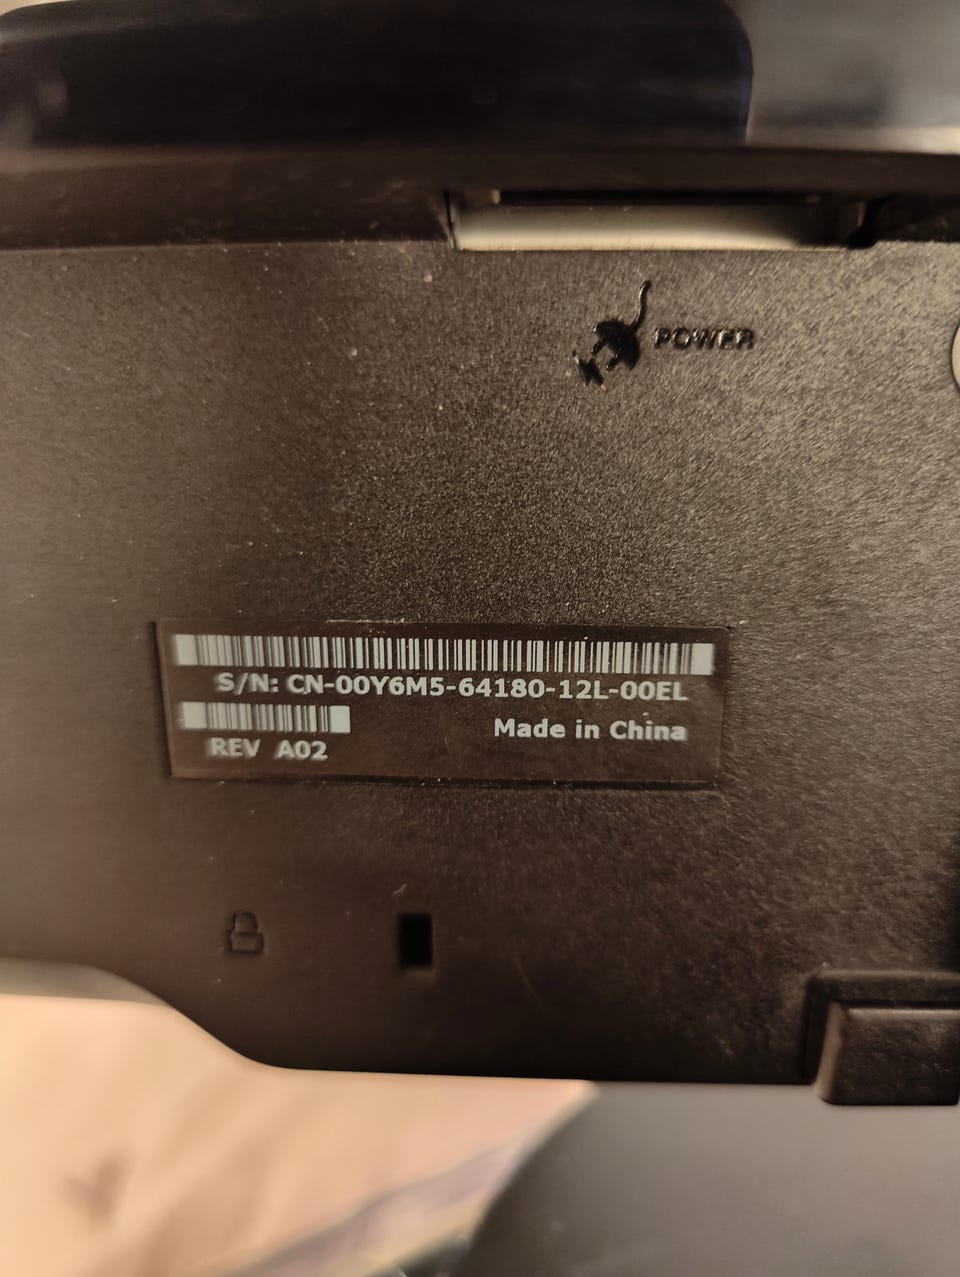 POWER
S/N: CN-00Y6M5-64180-12L-00EL
Made in China
REV A02